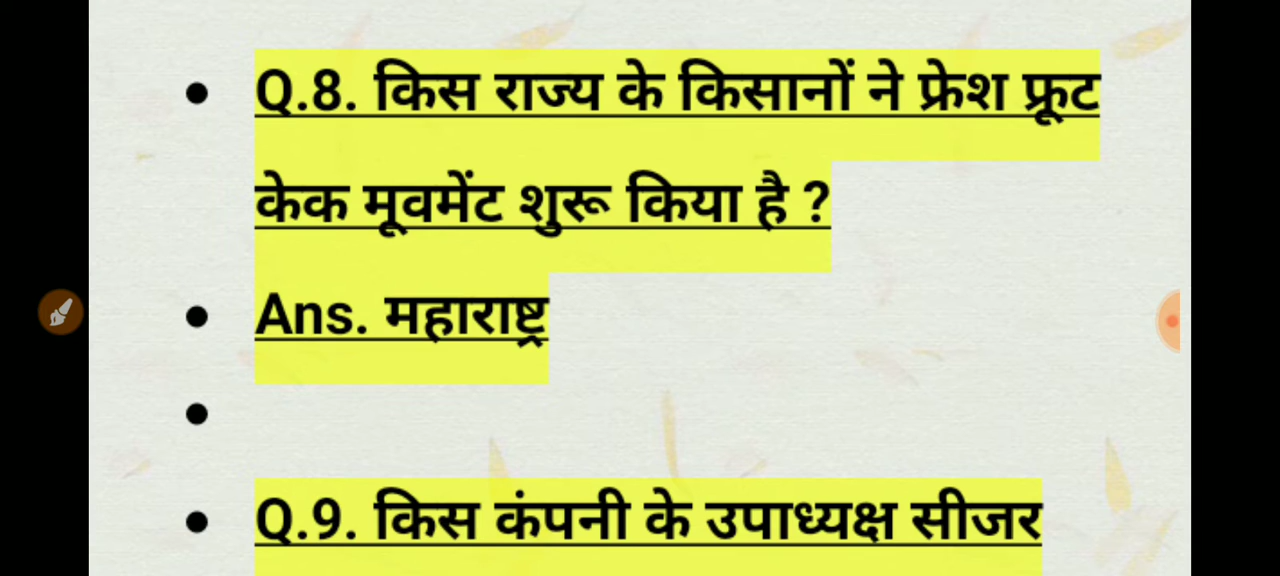 Q.8. किस राज्य के किसानों ने फ्रेश फ्रूट
केक मूवमेंट शुरू किया है ?
Ans. महाराष्ट्र
Q.9. किस कंपनी के उपाध्यक्ष सीजर